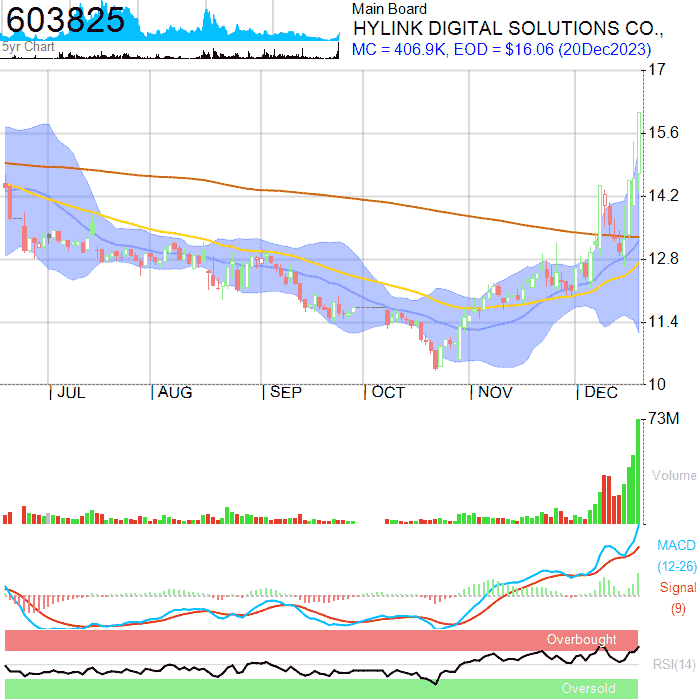 603825
5yr Chart
Main Board
HYLINK DIGITAL SOLUTIONS CO.,
MC = 406.9K, EOD = $16.06 (20Dec2023)
17
15.6
14.2
12.8
11.4
10
JUL AUG SEP OCT NOV DEC
73M
Volume
MACD
(12-26)
Signal
(9)
Overbought
RSI(14)
Oversold